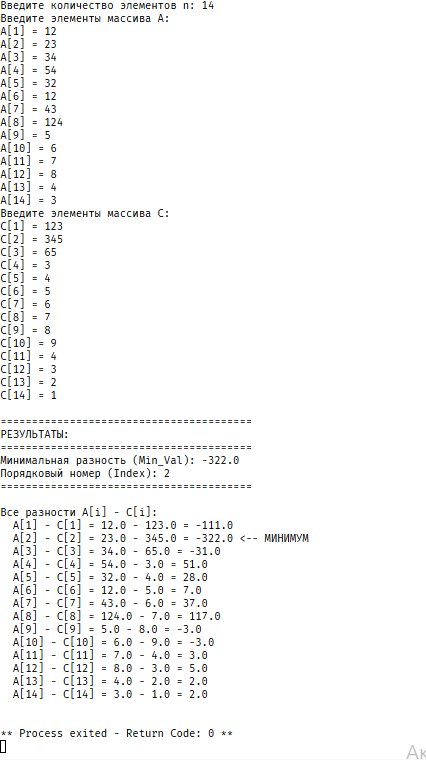 Введите количество элементов n: 14
Введите элементы массива A:
A[1] = 12
A[2] = 23
A[3] = 34
A[4] = 54
A[5] = 32
A[6] = 12
A[7] = 43
A[8] = 124
A[9] = 5
A[10] = 6
A[11] = 7
A[12] = 8
A[13] = 4
A[14] = 3
Введите элементы массива C:
C[1] = 123
C[2] = 345
C[3] = 65
C[4] = 3
C[5] = 4
C[6] = 5
C[7] = 6
C[8] = 7
C[9] = 8
C[10] = 9
C[11] = 4
C[12] = 3
C[13] = 2
C[14] = 1
========================================
РЕЗУЛЬТАТЫ:
========================================
Минимальная разность (Min_Val): -322.0
Порядковый номер (Index): 2
========================================
Все разности A[i] - C[i]:
A[1] - C[1] = 12.0 - 123.0 = -111.0
A[2] - C[2] = 23.0 - 345.0 = -322.0 <-- МИНИМУМ
A[3] - C[3] = 34.0 - 65.0 = -31.0
A[4] - C[4] = 54.0 - 3.0 = 51.0
A[5] - C[5] = 32.0 - 4.0 = 28.0
A[6] - C[6] = 12.0 - 5.0 = 7.0
A[7] - C[7] = 43.0 - 6.0 = 37.0
A[8] - C[8] = 124.0 - 7.0 = 117.0
A[9] - C[9] = 5.0 - 8.0 = -3.0
A[10] - C[10] = 6.0 - 9.0 = -3.0
A[11] - C[11] = 7.0 - 4.0 = 3.0
A[12] - C[12] = 8.0 - 3.0 = 5.0
A[13] - C[13] = 4.0 - 2.0 = 2.0
A[14] - C[14] = 3.0 - 1.0 = 2.0
** Process exited - Return Code: 0 **
Ак